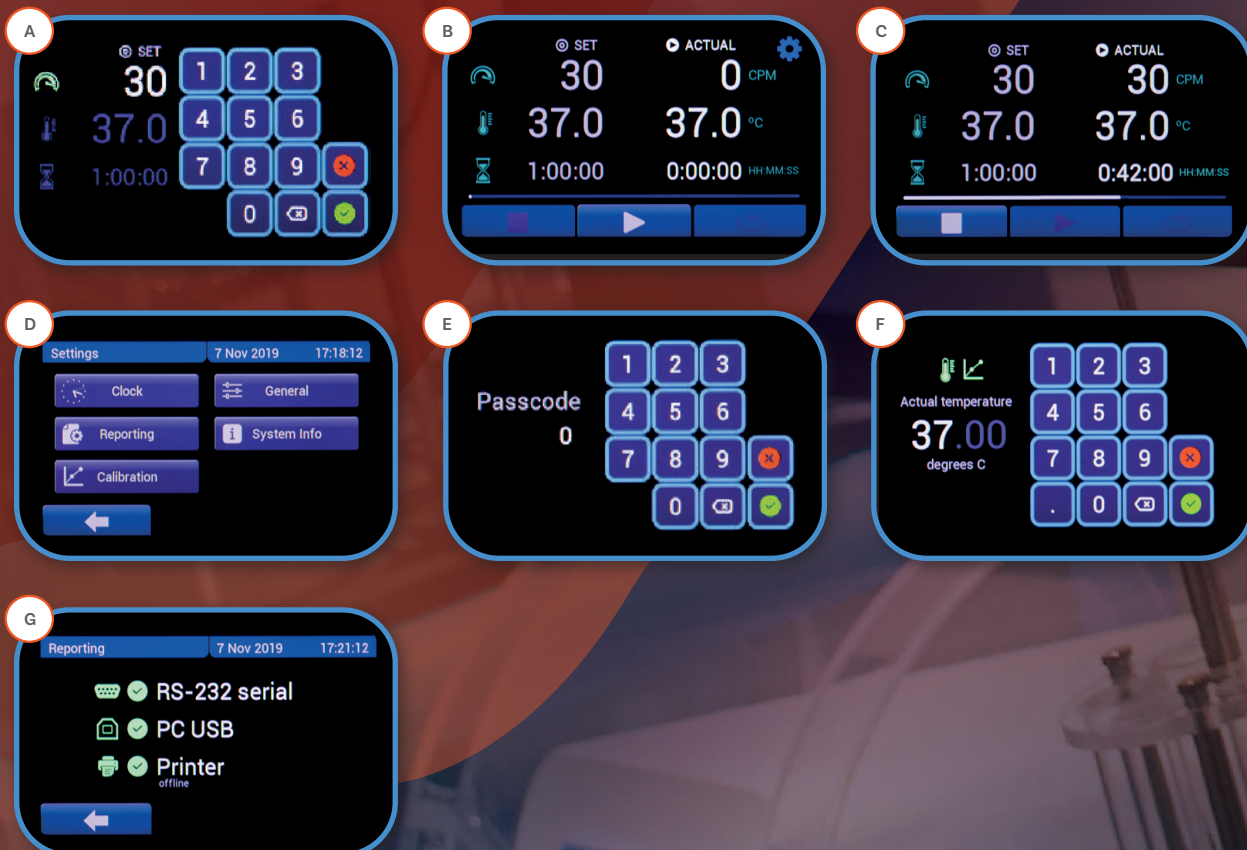 A
SET
30
37.0
1:00:00
1 2 3
4 5 6
7 8 9
0
B
SET ACTUAL
30 0 CPM
37.0 37.0 °C
1:00:00 0:00:00 HH:MM:SS
C
SET ACTUAL
30 30 CPM
37.0 37.0 °C
1:00:00 0:42:00 HH:MM:SS
D
Settings 7 Nov 2019 17:18:12
Clock General
Reporting System Info
Calibration
E
Passcode
0
1 2 3
4 5 6
7 8 9
0
F
Actual temperature
37.00
degrees C
1 2 3
4 5 6
7 8 9
. 0
G
Reporting 7 Nov 2019 17:21:12
RS-232 serial
PC USB
Printer
offline